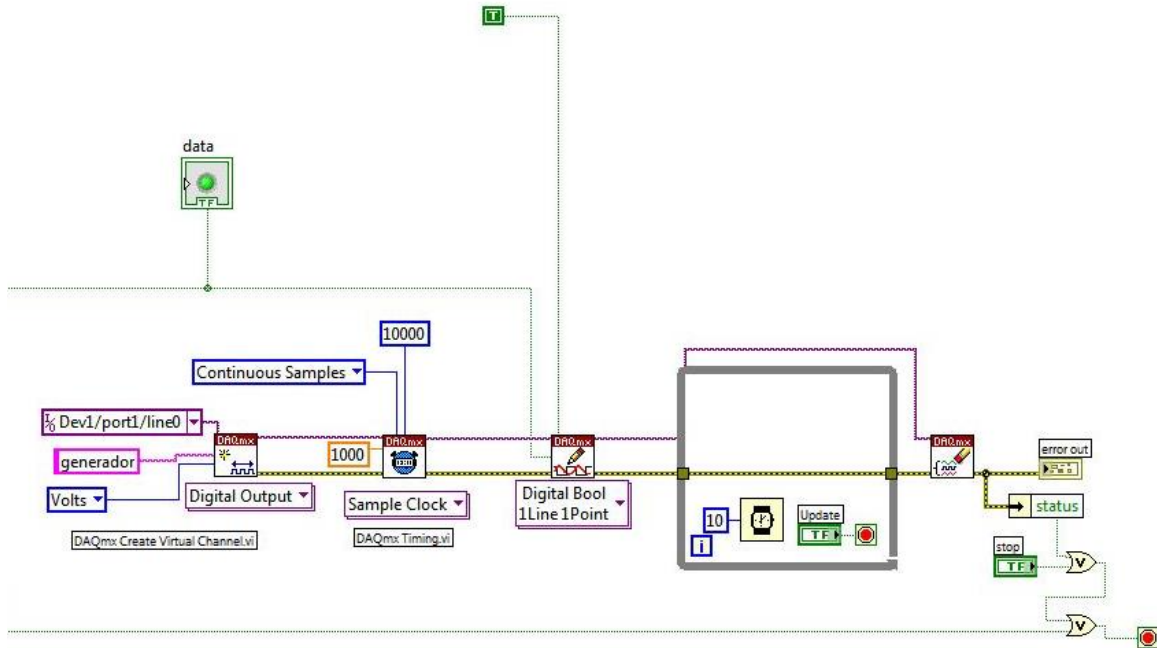 T
data
TF
10000
Continuous Samples
Dev1/port1/line0
DAQmx
DAQmx
DAQmx
DAQmx
generador
1000
error out
Volts
Digital Output
Sample Clock
Digital Bool
1Line 1Point
status
10
Update
TF
i
DAQmx Create Virtual Channel.vi
DAQmx Timing.vi
stop
TF
V
V